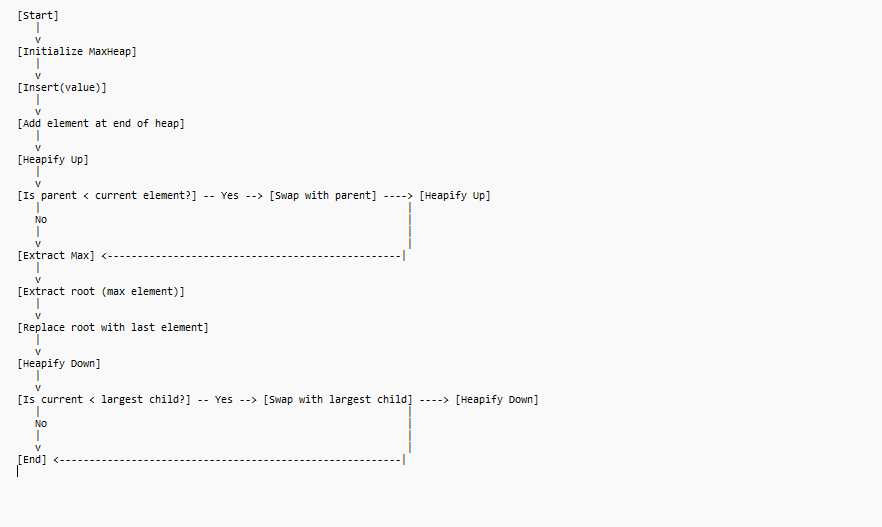 [Start]
|
v
[Initialize MaxHeap]
|
v
[Insert(value)]
|
v
[Add element at end of heap]
|
v
[Heapify Up]
|
v
[Is parent < current element?] -- Yes --> [Swap with parent] ----> [Heapify Up]
| |
No |
| |
v |
[Extract Max] <-------------------------------------------------|
|
v
[Extract root (max element)]
|
v
[Replace root with last element]
|
v
[Heapify Down]
|
v
[Is current < largest child?] -- Yes --> [Swap with largest child] ----> [Heapify Down]
| |
No |
| |
v |
[End] <---------------------------------------------------------|